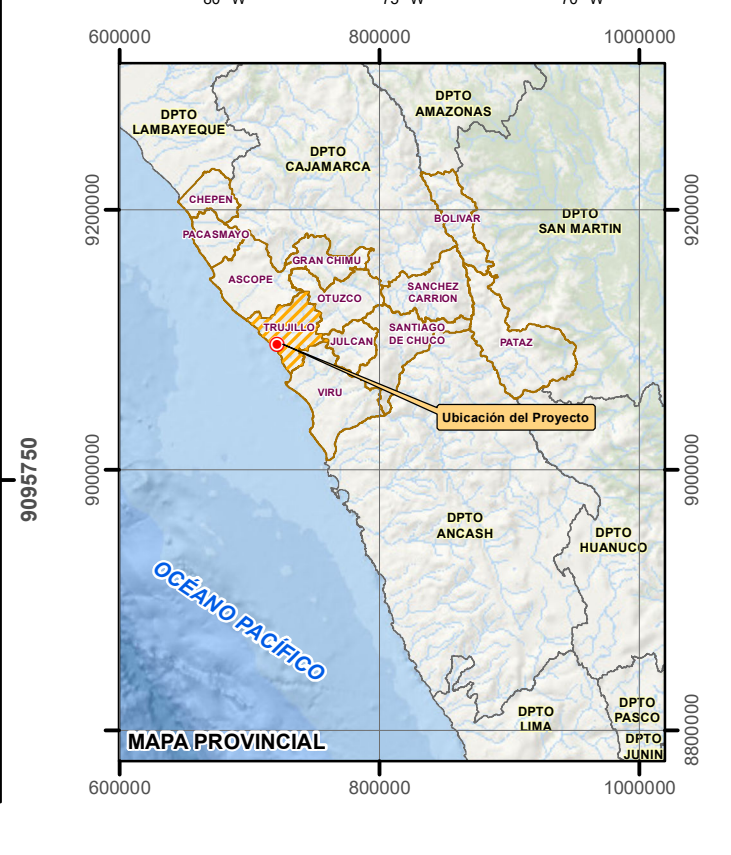 600000 800000 1000000
DPTO
AMAZONAS
DPTO
LAMBAYEQUE
DPTO
CAJAMARCA
9200000
9200000
CHEPEN
BOLIVAR
DPTO
SAN MARTIN
PACASMAYO
GRAN CHIMU
ASCOPE
SANCHEZ
CARRION
OTUZCO
TRUJILLO
SANTIAGO
DE CHUCO
JULCAN
PATAZ
VIRU
Ubicación del Proyecto
9095750
9000000
9000000
DPTO
ANCASH
DPTO
HUANUCO
OCÉANO PACÍFICO
8800000
DPTO
PASCO
DPTO
LIMA
DPTO
JUNIN
MAPA PROVINCIAL
600000 800000 1000000